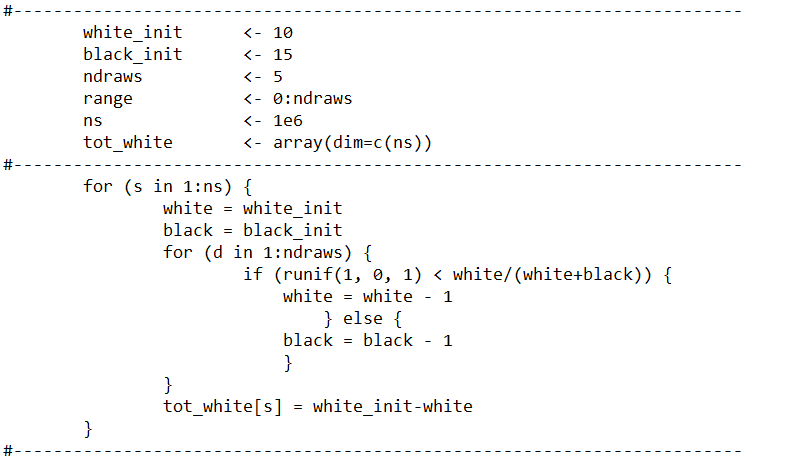 #-------------------------------------------------------------------------
white_init <- 10
black_init <- 15
ndraws <- 5
range <- 0:ndraws
ns <- 1e6
tot_white <- array(dim=c(ns))
#-------------------------------------------------------------------------
for (s in 1:ns) {
white = white_init
black = black_init
for (d in 1:ndraws) {
if (runif(1, 0, 1) < white/(white+black)) {
white = white - 1
} else {
black = black - 1
}
}
tot_white[s] = white_init-white
}
#-------------------------------------------------------------------------